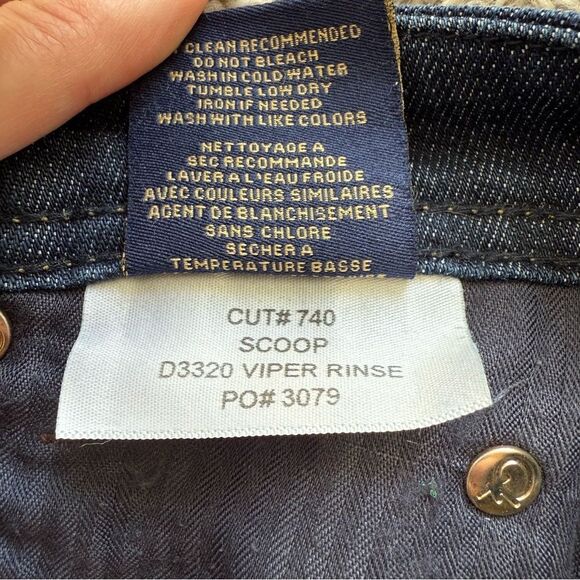 CLEAN RECOMMENDED
DO NOT BLEACH
WASH IN COLD WATER
TUMBLE LOW DRY
IRON IF NEEDED
WASH WITH LIKE COLORS
NETTOYAGE A
SEC RECOMMANDE
LAVER A L'EAU FROIDE
AVEC COULEURS SIMILAIRES
AGENT DE BLANCHISEMENT
SANS CHLORE
SECHER A
TEMPERATURE BASSE
CUT# 740
SCOOP
D3320 VIPER RINSE
PO# 3079